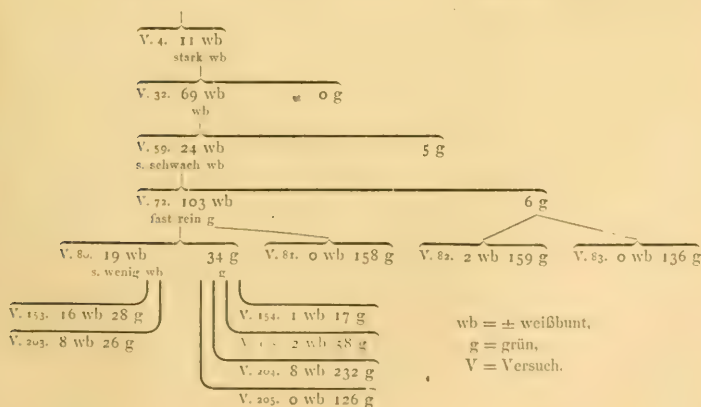 V. 4. 11 wb
stark wb
V. 32. 69 wb 0 g
wb
V. 59. 24 wb 5 g
s. schwach wb
V. 72. 103 wb 6 g
fast rein g
V. 80. 19 wb 34 g V. 81. 0 wb 158 g V. 82. 2 wb 159 g V. 83. 0 wb 136 g
s. wenig wb g
V. 153. 16 wb 28 g V. 154. 1 wb 17 g
V. 203. 8 wb 26 g 2 wb 58 g
8 wb 232 g
V. 205. 0 wb 126 g
wb = ± weißbunt,
g = grün,
V = Versuch.